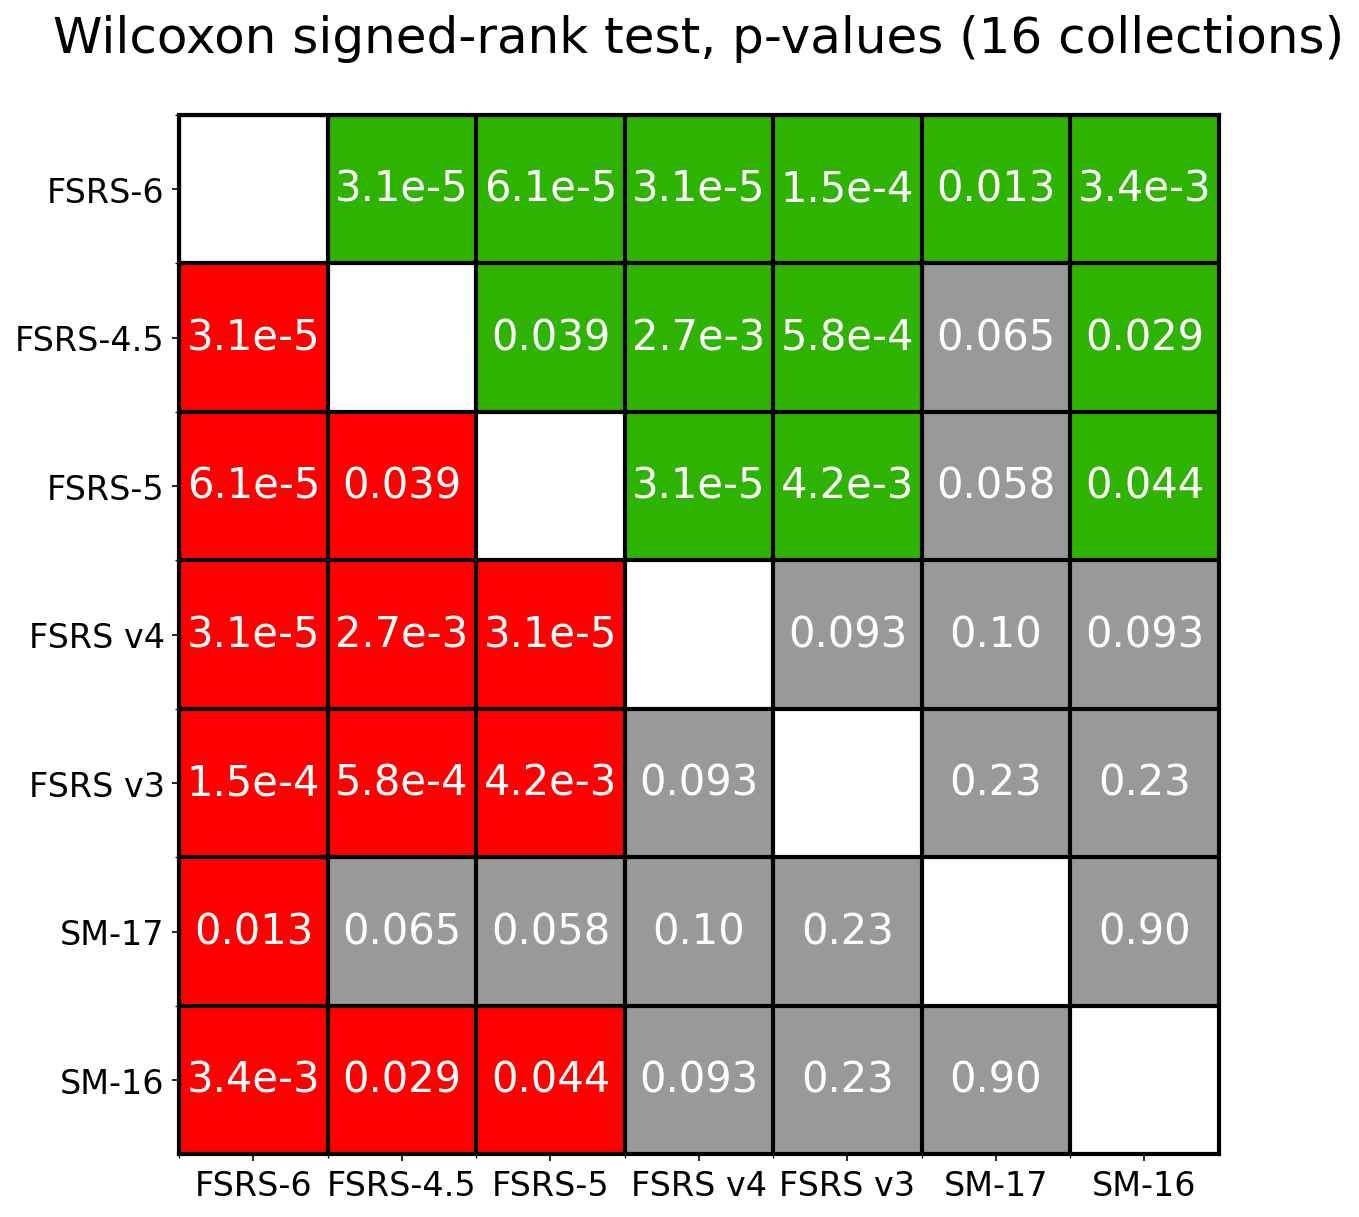 Wilcoxon signed-rank test, p-values (16 collections)
FSRS-6 3.1e-5 6.1e-5 3.1e-5 1.5e-4 0.013 3.4e-3
FSRS-4.5 3.1e-5 0.039 2.7e-3 5.8e-4 0.065 0.029
FSRS-5 6.1e-5 0.039 3.1e-5 4.2e-3 0.058 0.044
FSRS v4 3.1e-5 2.7e-3 3.1e-5 0.093 0.10 0.093
FSRS v3 1.5e-4 5.8e-4 4.2e-3 0.093 0.23 0.23
SM-17 0.013 0.065 0.058 0.10 0.23 0.90
SM-16 3.4e-3 0.029 0.044 0.093 0.23 0.90
FSRS-6 FSRS-4.5 FSRS-5 FSRS v4 FSRS v3 SM-17 SM-16